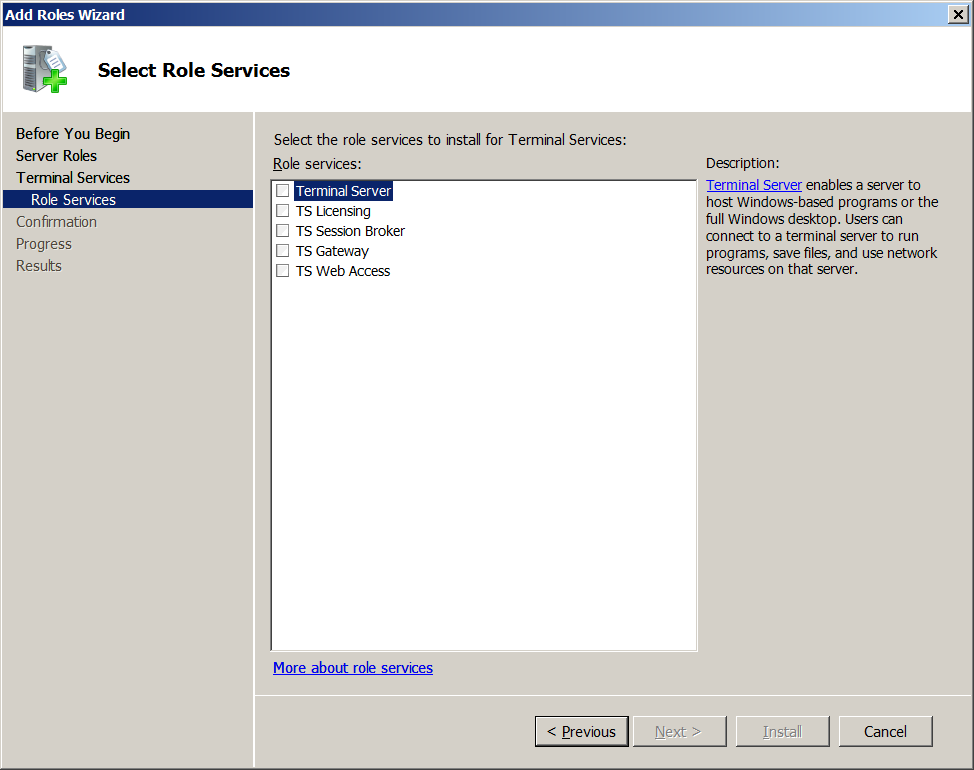 Add Roles Wizard
Select Role Services
Before You Begin
Server Roles
Terminal Services
Role Services
Confirmation
Progress
Results
Select the role services to install for Terminal Services:
Role services:
Terminal Server
TS Licensing
TS Session Broker
TS Gateway
TS Web Access
More about role services
Description:
Terminal Server enables a server to
host Windows-based programs or the
full Windows desktop. Users can
connect to a terminal server to run
programs, save files, and use network
resources on that server.
< Previous
Next >
Install
Cancel